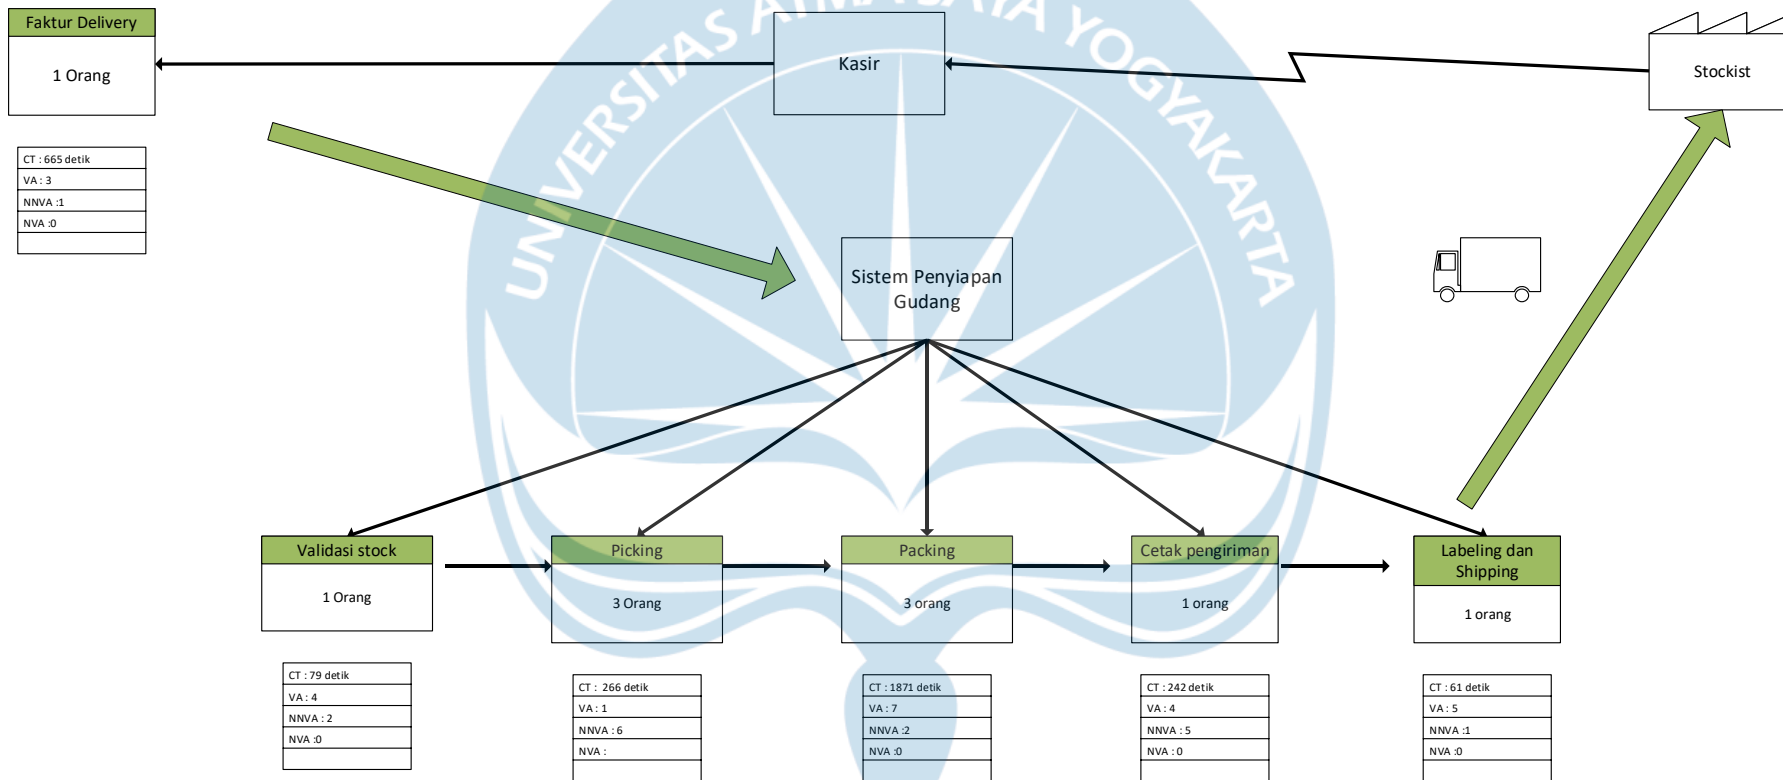 UNIVERSITAS ATMA JAYA YOGYAKARTA
Faktur Delivery
1 Orang
Kasir
Stockist
CT : 665 detik
VA : 3
NNVA :1
NVA :0
Sistem Penyiapan
Gudang
Validasi stock
1 Orang
Picking
3 Orang
Packing
3 orang
Cetak pengiriman
1 orang
Labeling dan
Shipping
1 orang
CT : 79 detik
VA : 4
NNVA : 2
NVA :0
CT : 266 detik
VA : 1
NNVA : 6
NVA :
CT : 1871 detik
VA : 7
NNVA :2
NVA :0
CT : 242 detik
VA : 4
NNVA : 5
NVA : 0
CT : 61 detik
VA : 5
NNVA :1
NVA :0